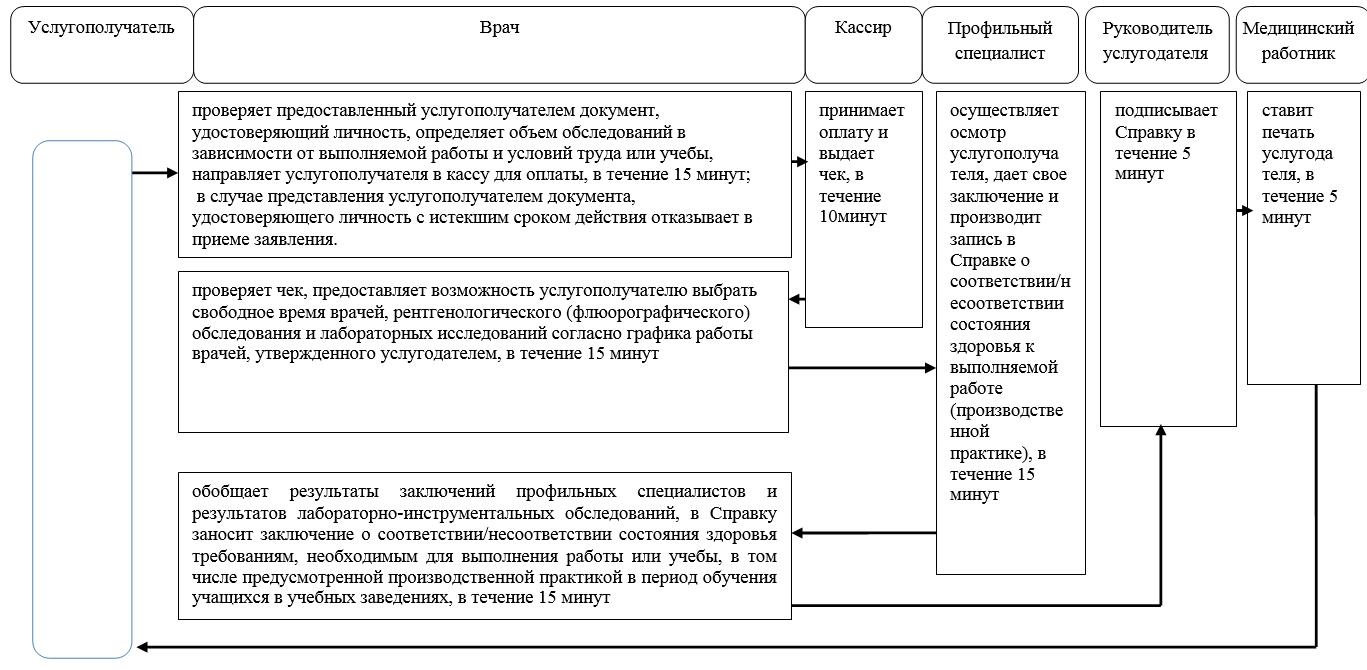 Услугополучатель
Врач
Кассир
Профильный
специалист
Руководитель
услугодателя
Медицинский
работник
проверяет предоставленный услугополучателем документ,
удостоверяющий личность, определяет объем обследований в
зависимости от выполняемой работы и условий труда или учебы,
направляет услугополучателя в кассу для оплаты, в течение 15 минут;
в случае представления услугополучателем документа,
удостоверяющего личность с истекшим сроком действия отказывает в
приеме заявления.
принимает
оплату и
выдает
чек, в
течение
10минут
осуществляет
осмотр
услугополуча
теля, дает свое
заключение и
производит
запись в
Справке о
соответствии/н
есоответствии
состояния
здоровья к
выполняемой
работе
(производстве
нной
практике), в
течение 15
минут
подписывает
Справку в
течение 5
минут
ставит
печать
услугода
теля, в
течение 5
минут
проверяет чек, предоставляет возможность услугополучателю выбрать
свободное время врачей, рентгенологического (флюорографического)
обследования и лабораторных исследований согласно графика работы
врачей, утвержденного услугодателем, в течение 15 минут
обобщает результаты заключений профильных специалистов и
результатов лабораторно-инструментальных обследований, в Справку
заносит заключение о соответствии/несоответствии состояния здоровья
требованиям, необходимым для выполнения работы или учебы, в том
числе предусмотренной производственной практикой в период обучения
учащихся в учебных заведениях, в течение 15 минут